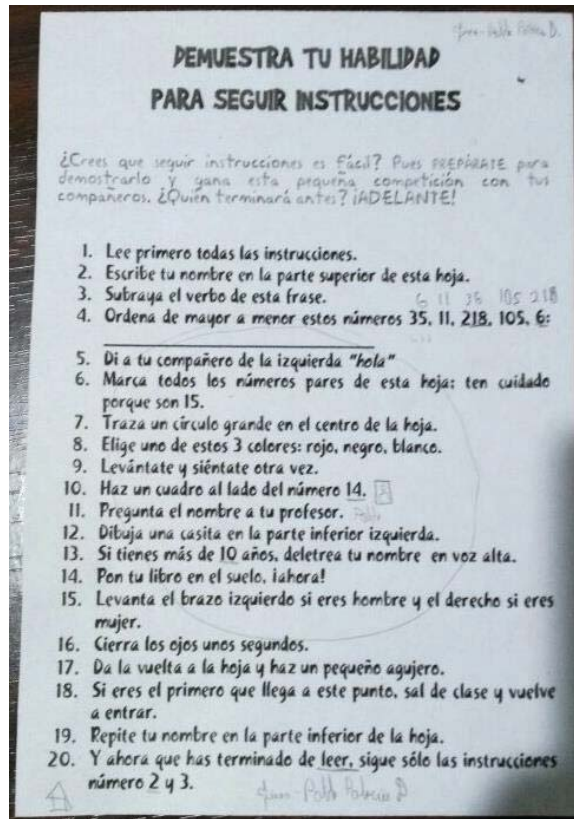 DEMUESTRA TU HABILIDAD
PARA SEGUIR INSTRUCCIONES
¿Crees que seguir instrucciones es fácil? Pues PREPÁRATE para
demostrarlo y gana esta pequeña competición con tus
compañeros. ¿Quién terminará antes? ¡ADELANTE!
1. Lee primero todas las instrucciones.
2. Escribe tu nombre en la parte superior de esta hoja.
3. Subraya el verbo de esta frase.
6 11 35 105 218
4. Ordena de mayor a menor estos números 35, 11, 218, 105, 6:
5. Di a tu compañero de la izquierda "hola"
6. Marca todos los números pares de esta hoja: ten cuidado
porque son 15.
7. Traza un círculo grande en el centro de la hoja.
8. Elige uno de estos 3 colores: rojo, negro, blanco.
9. Levántate y siéntate otra vez.
10. Haz un cuadro al lado del número 14.
11. Pregunta el nombre a tu profesor.
12. Dibuja una casita en la parte inferior izquierda.
13. Si tienes más de 10 años, deletrea tu nombre en voz alta.
14. Pon tu libro en el suelo, ¡ahora!
15. Levanta el brazo izquierdo si eres hombre y el derecho si eres
mujer.
16. Cierra los ojos unos segundos.
17. Da la vuelta a la hoja y haz un pequeño agujero.
18. Si eres el primero que llega a este punto, sal de clase y vuelve
a entrar.
19. Repite tu nombre en la parte inferior de la hoja.
20. Y ahora que has terminado de leer, sigue sólo las instrucciones
número 2 y 3.